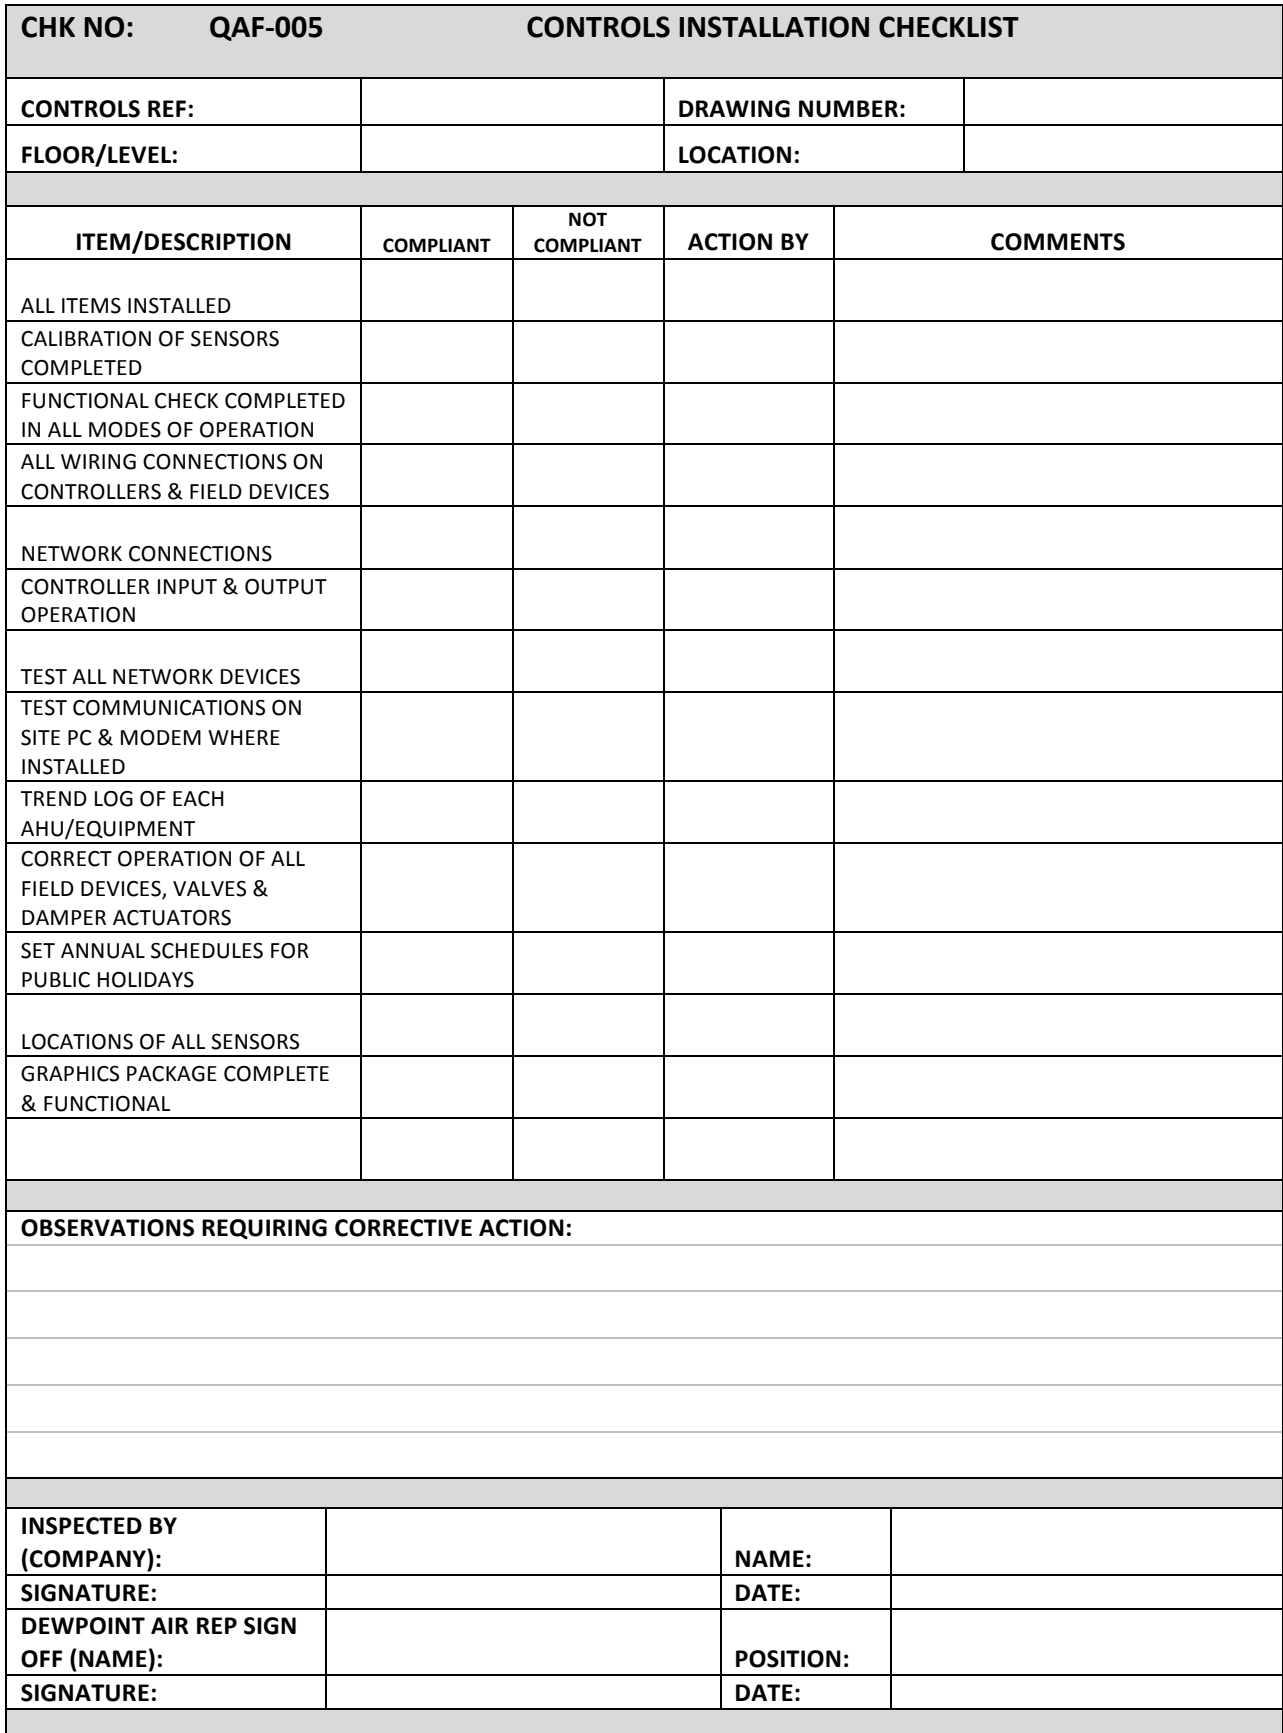 CHK NO: QAF-005 CONTROLS INSTALLATION CHECKLIST
CONTROLS REF: DRAWING NUMBER:
FLOOR/LEVEL: LOCATION:
ITEM/DESCRIPTION COMPLIANT NOT
COMPLIANT ACTION BY COMMENTS
ALL ITEMS INSTALLED
CALIBRATION OF SENSORS
COMPLETED
FUNCTIONAL CHECK COMPLETED
IN ALL MODES OF OPERATION
ALL WIRING CONNECTIONS ON
CONTROLLERS & FIELD DEVICES
NETWORK CONNECTIONS
CONTROLLER INPUT & OUTPUT
OPERATION
TEST ALL NETWORK DEVICES
TEST COMMUNICATIONS ON
SITE PC & MODEM WHERE
INSTALLED
TREND LOG OF EACH
AHU/EQUIPMENT
CORRECT OPERATION OF ALL
FIELD DEVICES, VALVES &
DAMPER ACTUATORS
SET ANNUAL SCHEDULES FOR
PUBLIC HOLIDAYS
LOCATIONS OF ALL SENSORS
GRAPHICS PACKAGE COMPLETE
& FUNCTIONAL
OBSERVATIONS REQUIRING CORRECTIVE ACTION:
INSPECTED BY
(COMPANY): NAME:
SIGNATURE: DATE:
DEWPOINT AIR REP SIGN
OFF (NAME): POSITION:
SIGNATURE: DATE: